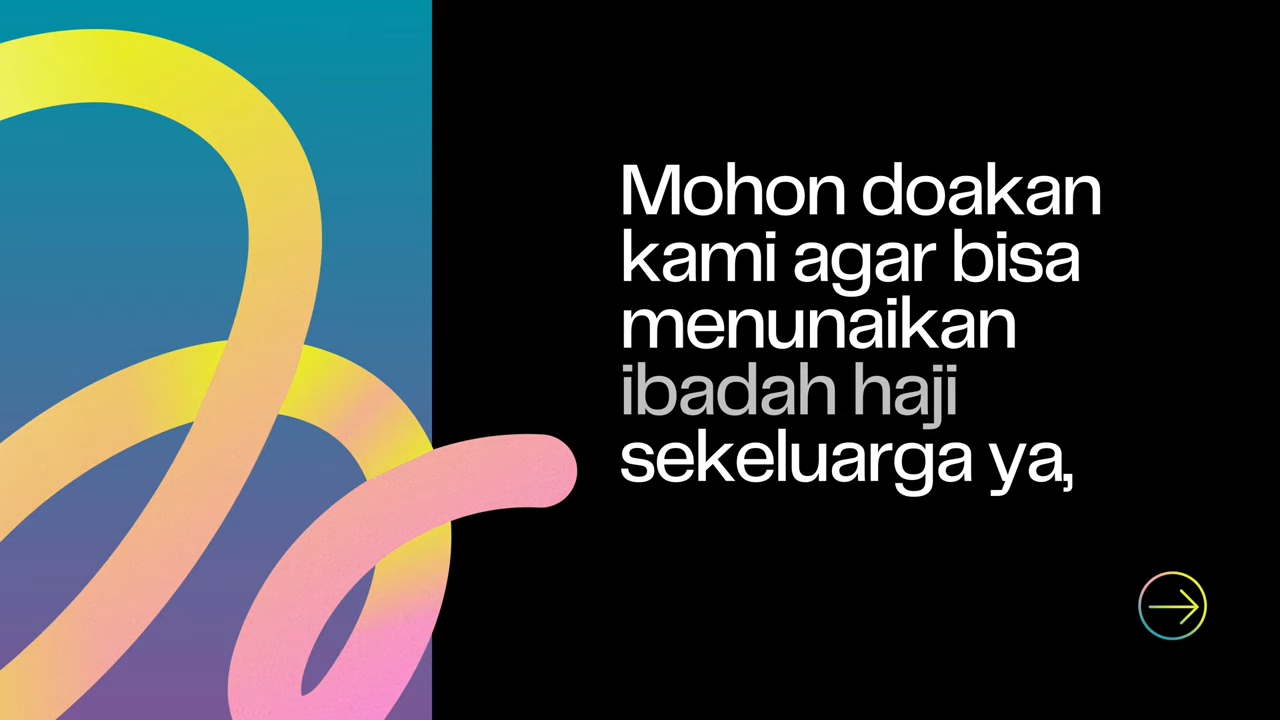 Mohon doakan
kami agar bisa
menunaikan
ibadah haji
sekeluarga ya,